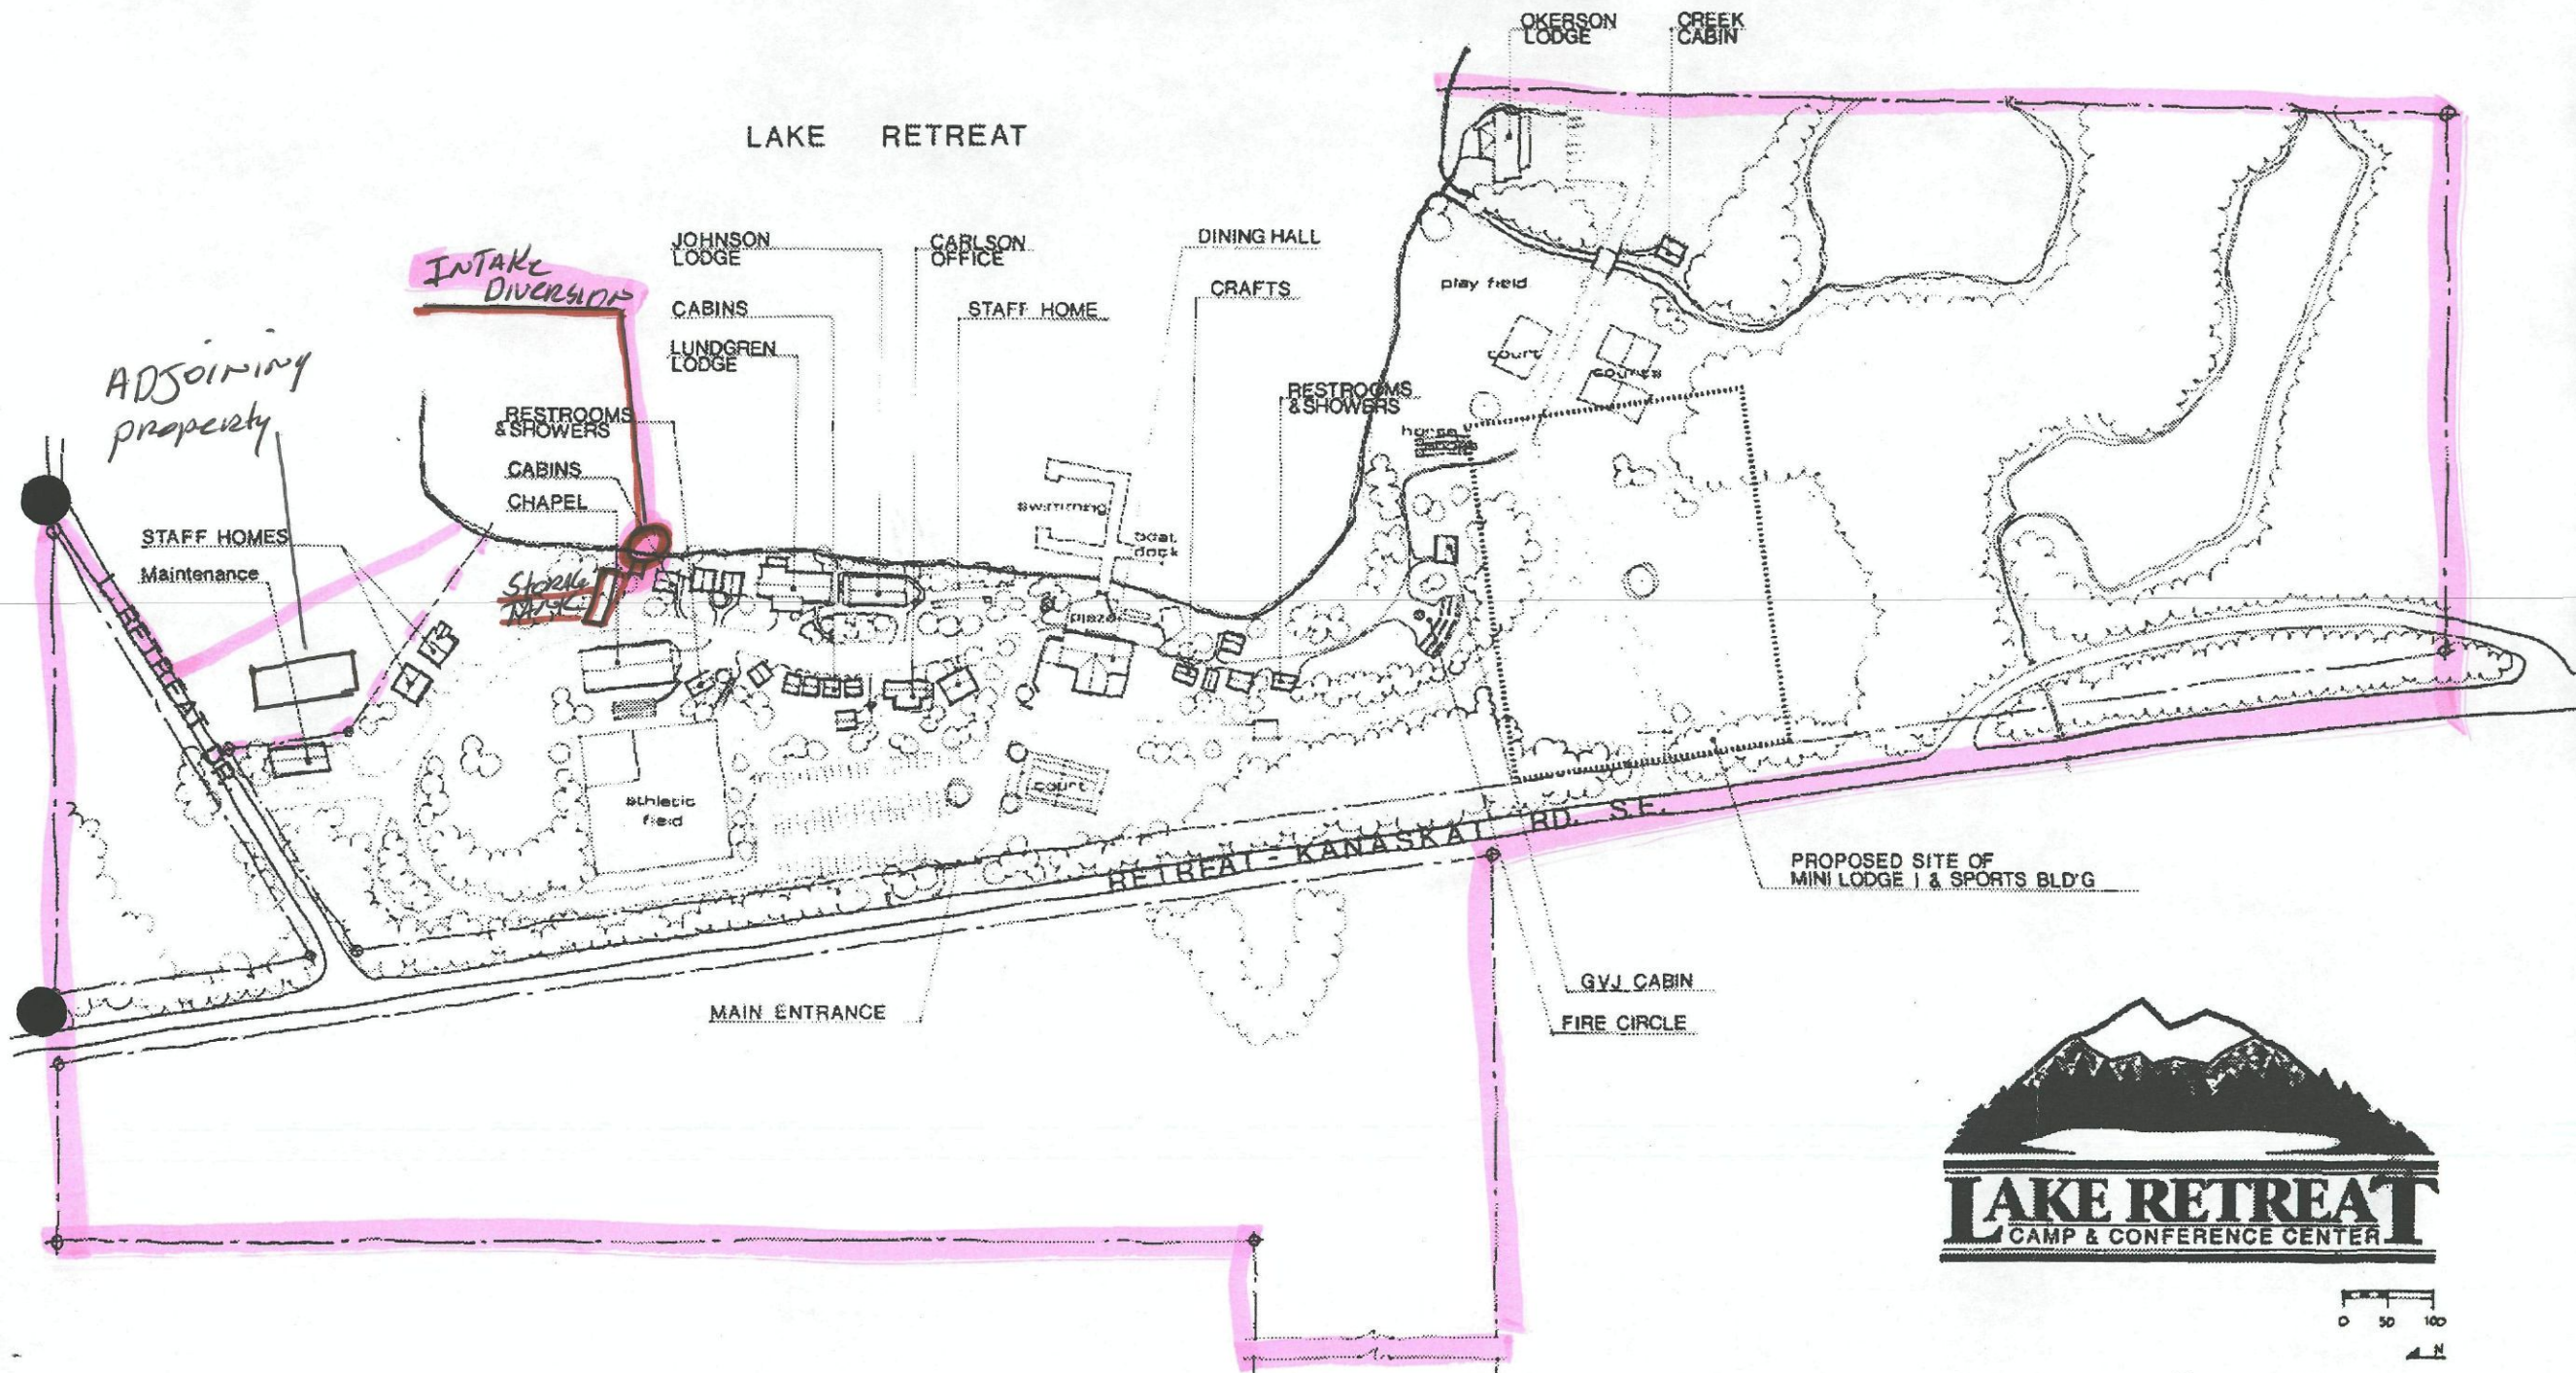 OKERSON
LODGE
CREEK
CABIN
LAKE RETREAT
INTAKE
DIVERSION
JOHNSON
LODGE
CARLSON
OFFICE
DINING HALL
CABINS
STAFF HOME
CRAFTS
play field
LUNDGREN
LODGE
ADJOINING
property
court
courts
RESTROOMS
& SHOWERS
RESTROOMS
& SHOWERS
horse
CABINS
CHAPEL
swimming
boat
dock
STAFF HOMES
Maintenance
STORAGE
TANK
plaza
RETREAT
athletic
field
court
RETREAT - KANASKAT RD. S.E.
PROPOSED SITE OF
MINI LODGE I & SPORTS BLD'G
MAIN ENTRANCE
GVJ CABIN
FIRE CIRCLE
LAKE RETREAT
CAMP & CONFERENCE CENTER
0 50 100
N